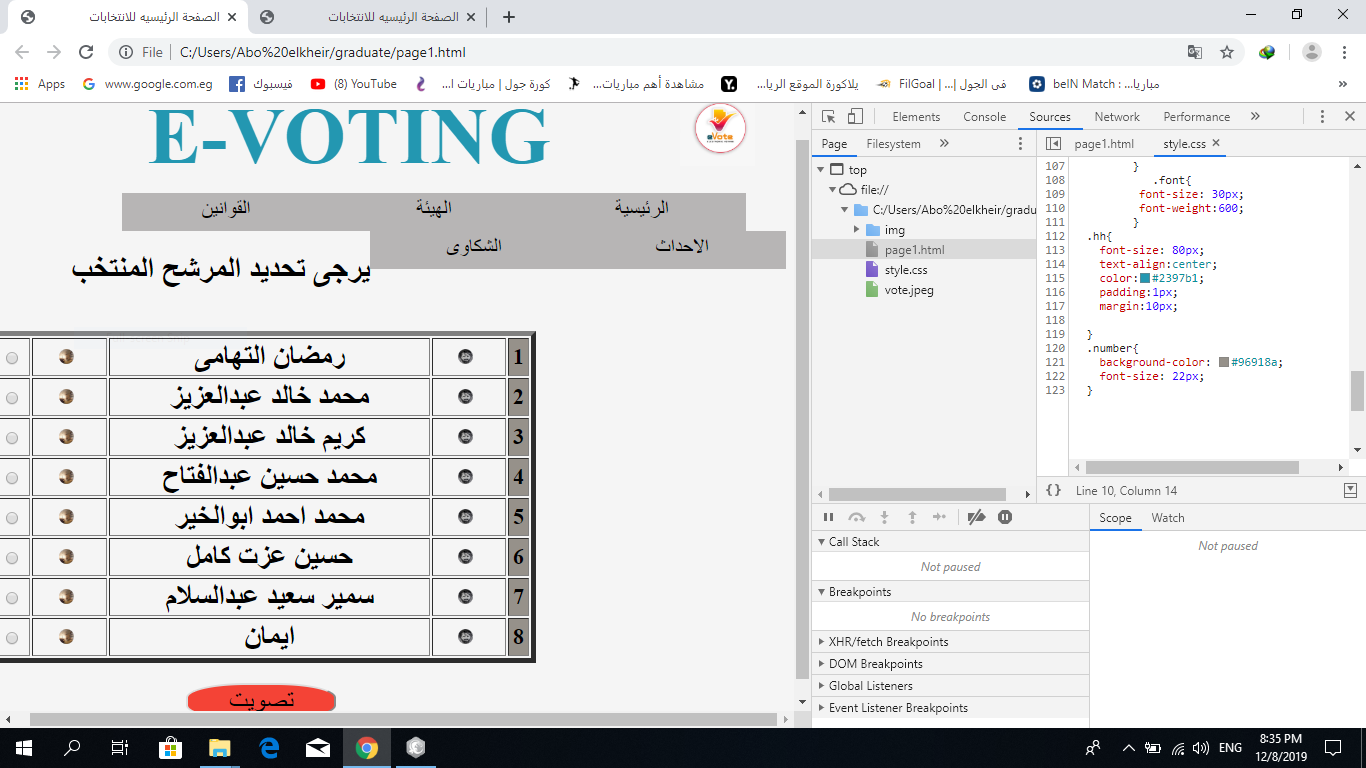 الصفحة الرئيسيه للانتخابات
الصفحة الرئيسيه للانتخابات
File C:/Users/Abo%20elkheir/graduate/page1.html
Apps
www.google.com.eg
فيسبوك
(8) YouTube
كورة جول | مباريات ا...
مشاهدة أهم مباريات...
يلاكورة الموقع الريا...
FilGoal | فى الجول |...
beIN Match : مباريا...
»
E-VOTING
eVote
الرئيسية الهيئة القوانين
الاحداث الشكاوى
يرجى تحديد المرشح المنتخب
1 رمضان التهامى
2 محمد خالد عبدالعزيز
3 كريم خالد عبدالعزيز
4 محمد حسين عبدالفتاح
5 محمد احمد ابوالخير
6 حسين عزت كامل
7 سمير سعيد عبدالسلام
8 ايمان
تصويت
Elements Console Sources Network Performance »
Page Filesystem »
top
file://
C:/Users/Abo%20elkheir/gradu
img
page1.html
style.css
vote.jpeg
page1.html style.css
107 }
108 .font{
109 font-size: 30px;
110 font-weight:600;
111 }
112 .hh{
113 font-size: 80px;
114 text-align:center;
115 color:#2397b1;
116 padding:1px;
117 margin:10px;
118
119 }
120 .number{
121 background-color: #96918a;
122 font-size: 22px;
123 }
{} Line 10, Column 14
Call Stack
Not paused
Breakpoints
No breakpoints
XHR/fetch Breakpoints
DOM Breakpoints
Global Listeners
Event Listener Breakpoints
Scope Watch
Not paused
ENG
8:35 PM
12/8/2019